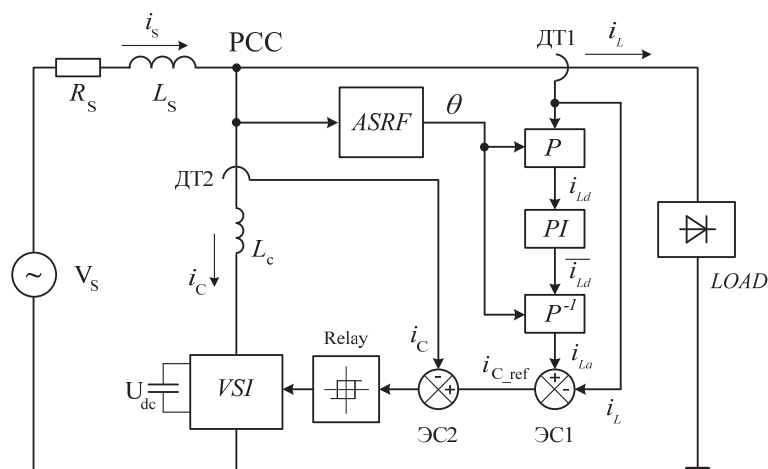 i_S
PCC
ДТ1
i_L
R_S
L_S
ASRF
θ
P
ДТ2
i_Ld
PI
L_c
i_C
V_S
i_Ld
LOAD
P^-1
Relay
i_C
i_C_ref
i_La
U_dc
VSI
-
+
+
-
i_L
ЭС2
ЭС1